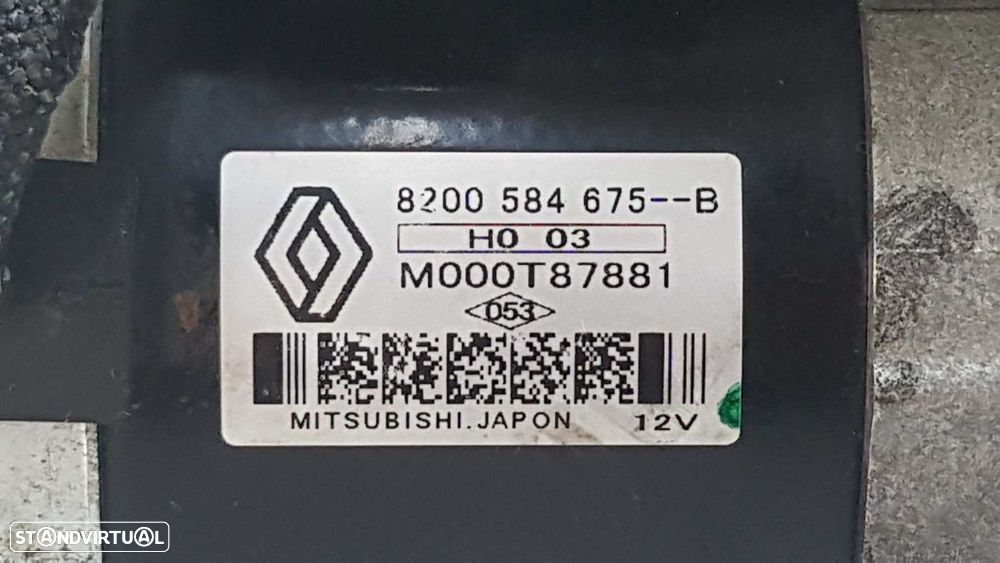 8200 584 675--B
H0 03
M000T87881
053
MITSUBISHI.JAPON 12V
STANDVIRTUAL